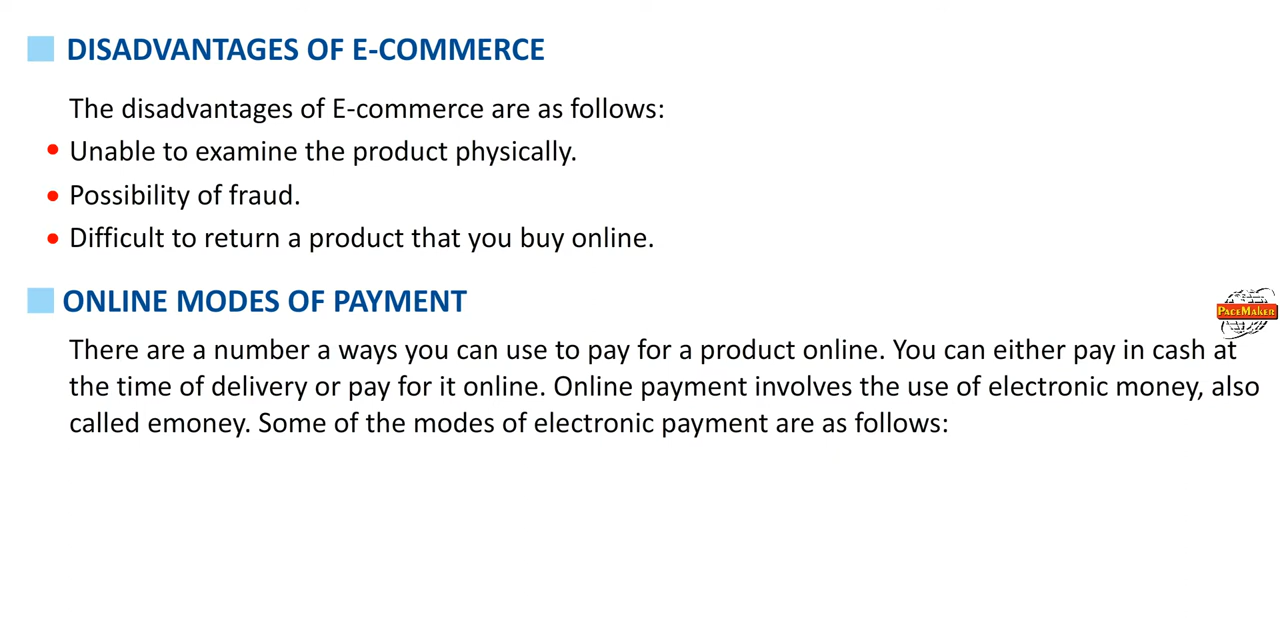 DISADVANTAGES OF E-COMMERCE
The disadvantages of E-commerce are as follows:
• Unable to examine the product physically.
• Possibility of fraud.
• Difficult to return a product that you buy online.
ONLINE MODES OF PAYMENT
PACEMAKER
There are a number a ways you can use to pay for a product online. You can either pay in cash at
the time of delivery or pay for it online. Online payment involves the use of electronic money, also
called emoney. Some of the modes of electronic payment are as follows: